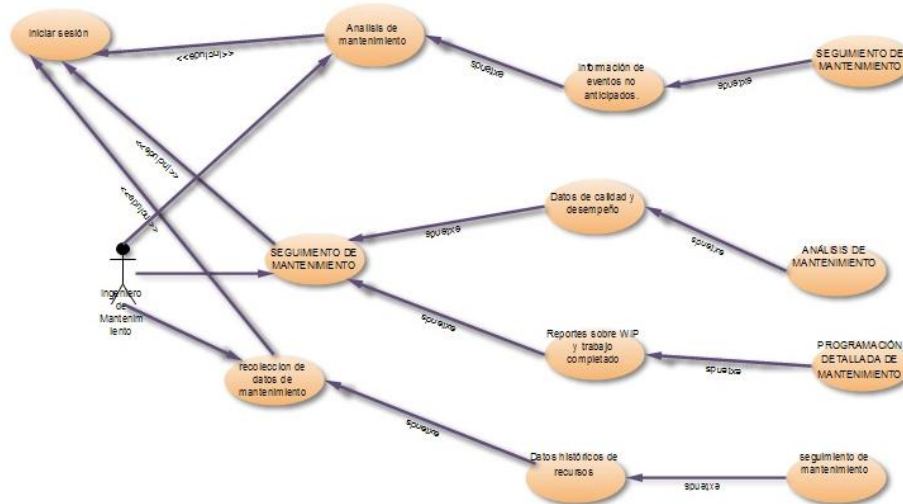 Iniciar sesión
Analisis de
mantenimiento
<<include>>
extends
Información de
eventos no
anticipados.
extends
SEGUIMIENTO DE
MANTENIMIENTO
<<include>>
<<include>>
Datos de calidad y
desempeño
extends
SEGUIMIENTO DE
MANTENIMIENTO
extends
ANÁLISIS DE
MANTENIMIENTO
Ingeniero
de
Mantenim
iento
extends
Reportes sobre WIP
y trabajo
completado
extends
PROGRAMACIÓN
DETALLADA DE
MANTENIMIENTO
recolección de
datos de
mantenimiento
extends
Datos históricos de
recursos
extends
seguimiento de
mantenimiento